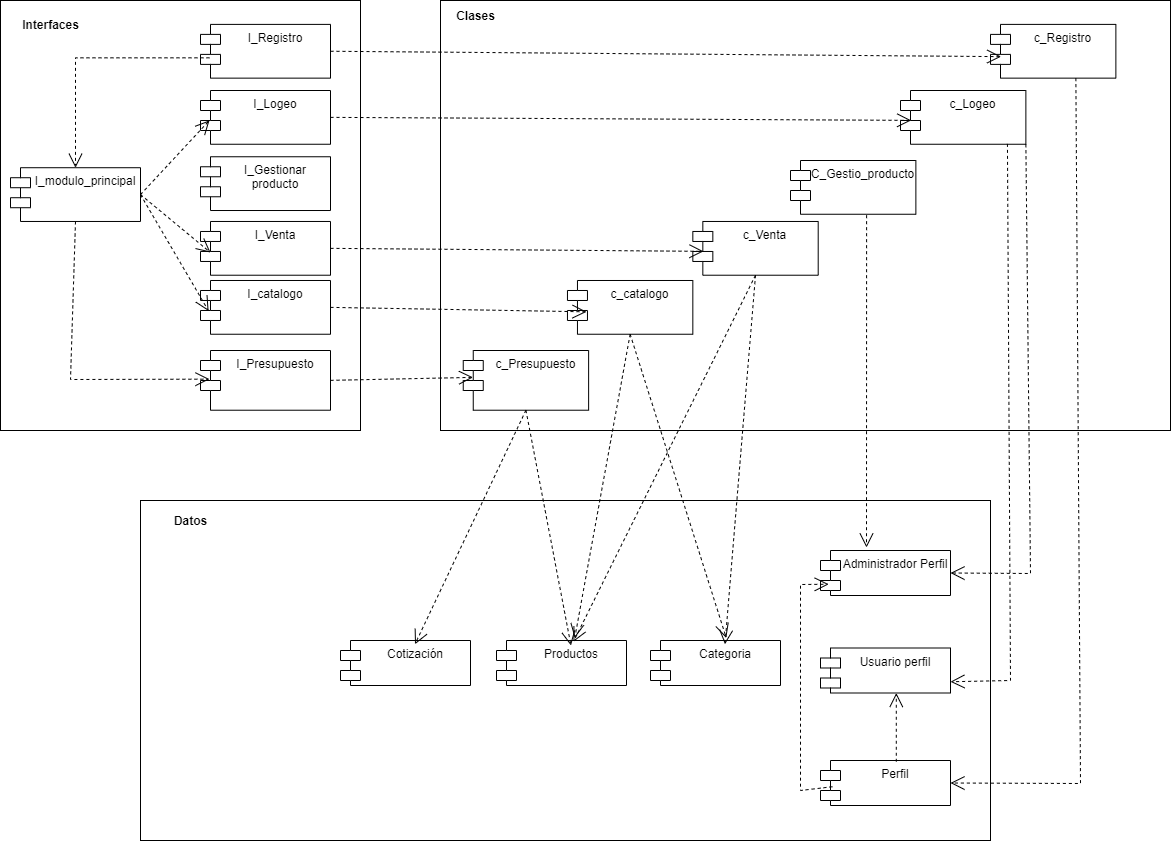 Interfaces
I_Registro
I_Logeo
I_modulo_principal
I_Gestionar
producto
I_Venta
I_catalogo
I_Presupuesto
Clases
c_Registro
c_Logeo
C_Gestio_producto
c_Venta
c_catalogo
c_Presupuesto
Datos
Administrador Perfil
Cotización
Productos
Categoria
Usuario perfil
Perfil